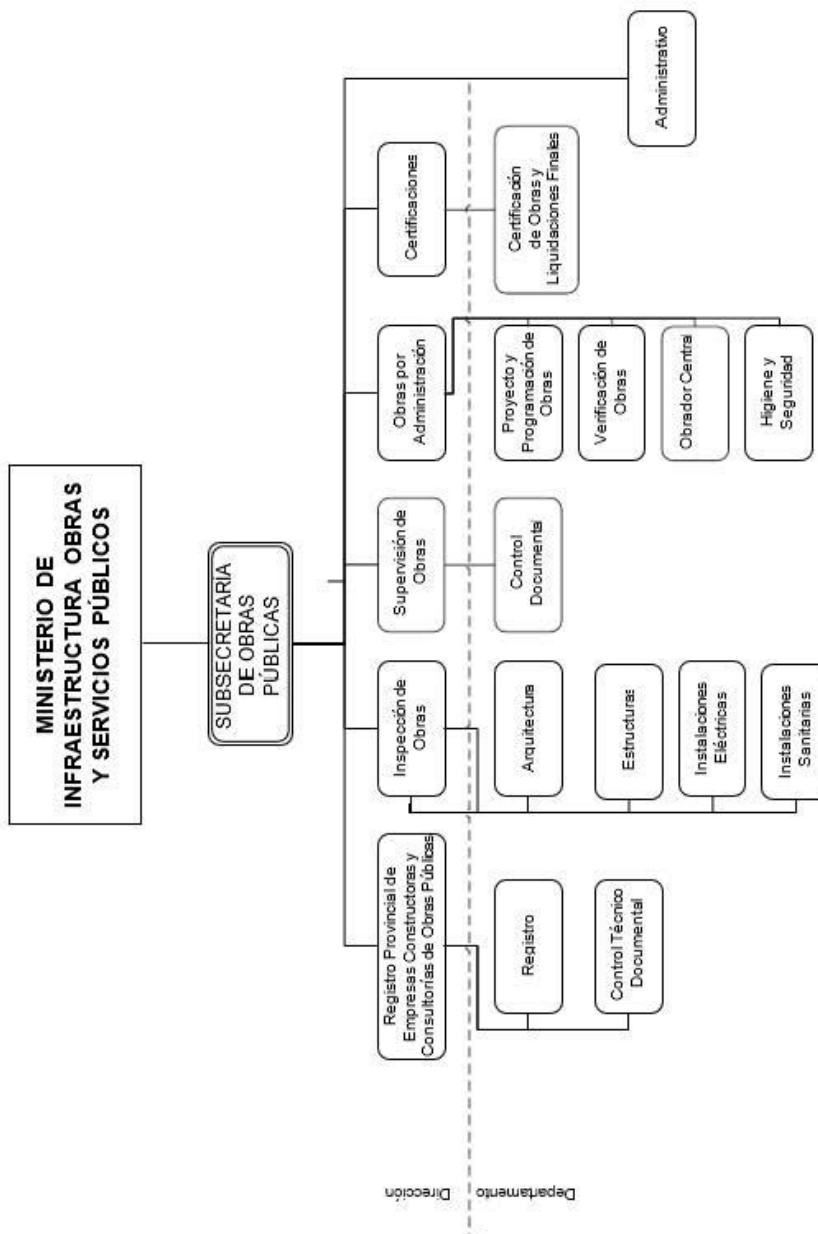 MINISTERIO DE
INFRAESTRUCTURA OBRAS
Y SERVICIOS PÚBLICOS
SUBSECRETARÍA
DE OBRAS
PÚBLICAS
Registro Provincial de
Empresas Constructoras y
Consultorías de Obras Públicas
Inspección de
Obras
Supervisión de
Obras
Obras por
Administración
Certificaciones
Dirección
Departamento
Registro
Control Técnico
Documental
Arquitectura
Estructuras
Instalaciones
Eléctricas
Instalaciones
Sanitarias
Control
Documental
Proyecto y
Programación de
Obras
Verificación de
Obras
Obrador Central
Higiene y
Seguridad
Certificación
de Obras y
Liquidaciones Finales
Administrativo